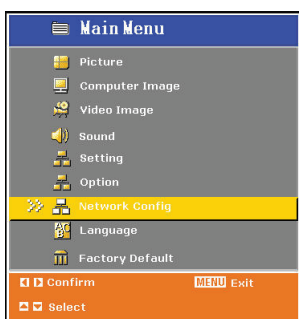 Main Menu
Picture
Computer Image
Video Image
Sound
Setting
Option
Network Config
Language
Factory Default
Confirm MENU Exit
Select